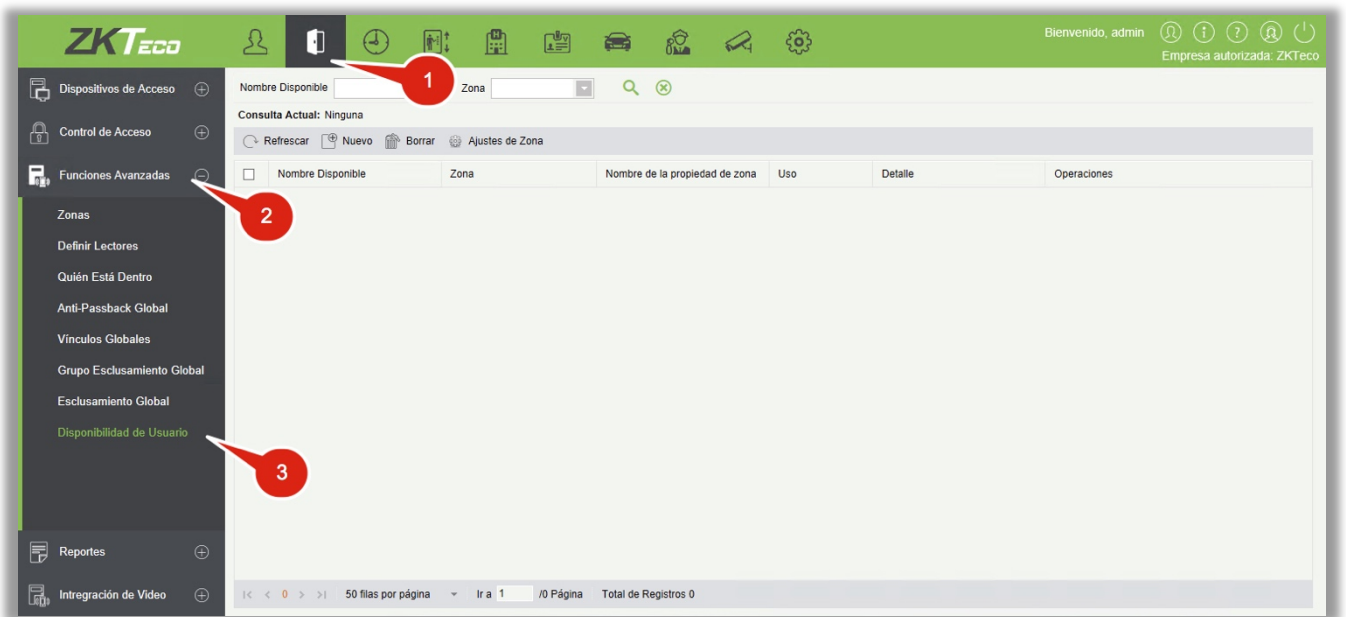 ZKTeco
Bienvenido, admin
Empresa autorizada: ZKTeco
1
Dispositivos de Acceso
Control de Acceso
Funciones Avanzadas
2
Zonas
Definir Lectores
Quién Está Dentro
Anti-Passback Global
Vínculos Globales
Grupo Esclusamiento Global
Esclusamiento Global
Disponibilidad de Usuario
3
Reportes
Intregración de Video
Nombre Disponible Zona
Consulta Actual: Ninguna
Refrescar Nuevo Borrar Ajustes de Zona
Nombre Disponible Zona Nombre de la propiedad de zona Uso Detalle Operaciones
0 50 filas por página Ir a 1 /0 Página Total de Registros 0